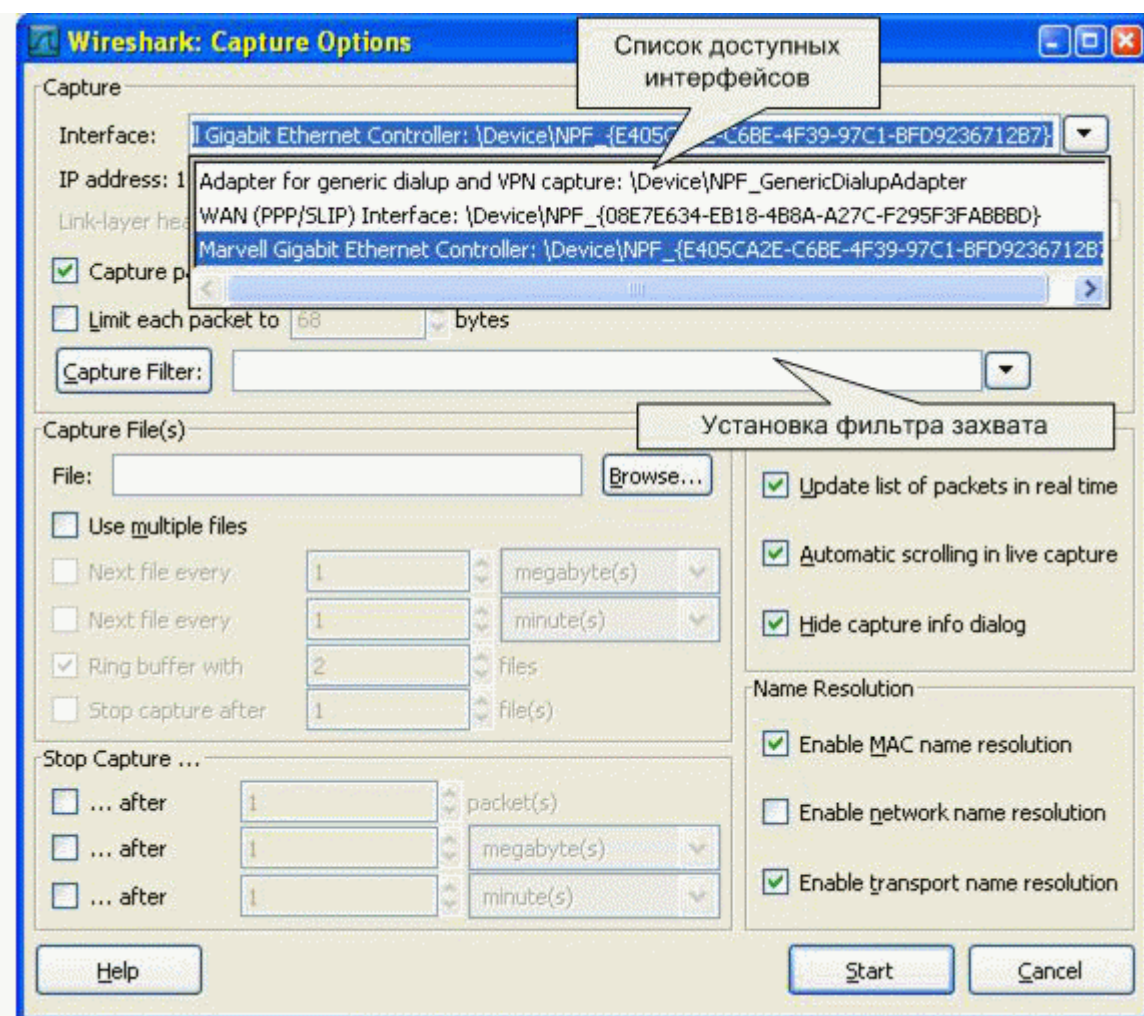 Wireshark: Capture Options
Список доступных
интерфейсов
Capture
Interface: l Gigabit Ethernet Controller: \Device\NPF_{E405C 2E-C6BE-4F39-97C1-BFD9236712B7}
IP address: 1
Adapter for generic dialup and VPN capture: \Device\NPF_GenericDialupAdapter
WAN (PPP/SLIP) Interface: \Device\NPF_{08E7E634-EB18-4B8A-A27C-F295F3FABBBD}
Marvell Gigabit Ethernet Controller: \Device\NPF_{E405CA2E-C6BE-4F39-97C1-BFD9236712B7
Link-layer hea
Capture p
Limit each packet to 68 bytes
Capture Filter:
Установка фильтра захвата
Capture File(s)
File: Browse...
Use multiple files
Next file every 1 megabyte(s)
Next file every 1 minute(s)
Ring buffer with 2 files
Stop capture after 1 file(s)
Stop Capture ...
... after 1 packet(s)
... after 1 megabyte(s)
... after 1 minute(s)
Update list of packets in real time
Automatic scrolling in live capture
Hide capture info dialog
Name Resolution
Enable MAC name resolution
Enable network name resolution
Enable transport name resolution
Help Start Cancel